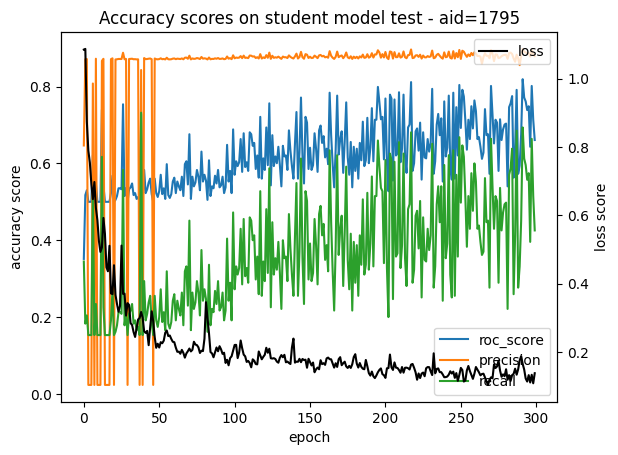 Accuracy scores on student model test - aid=1795
accuracy score
0.8
0.6
0.4
0.2
0.0
loss
1.0
0.8
0.6
0.4
0.2
loss score
roc_score
precision
recall
0
50
100
150
200
250
300
epoch